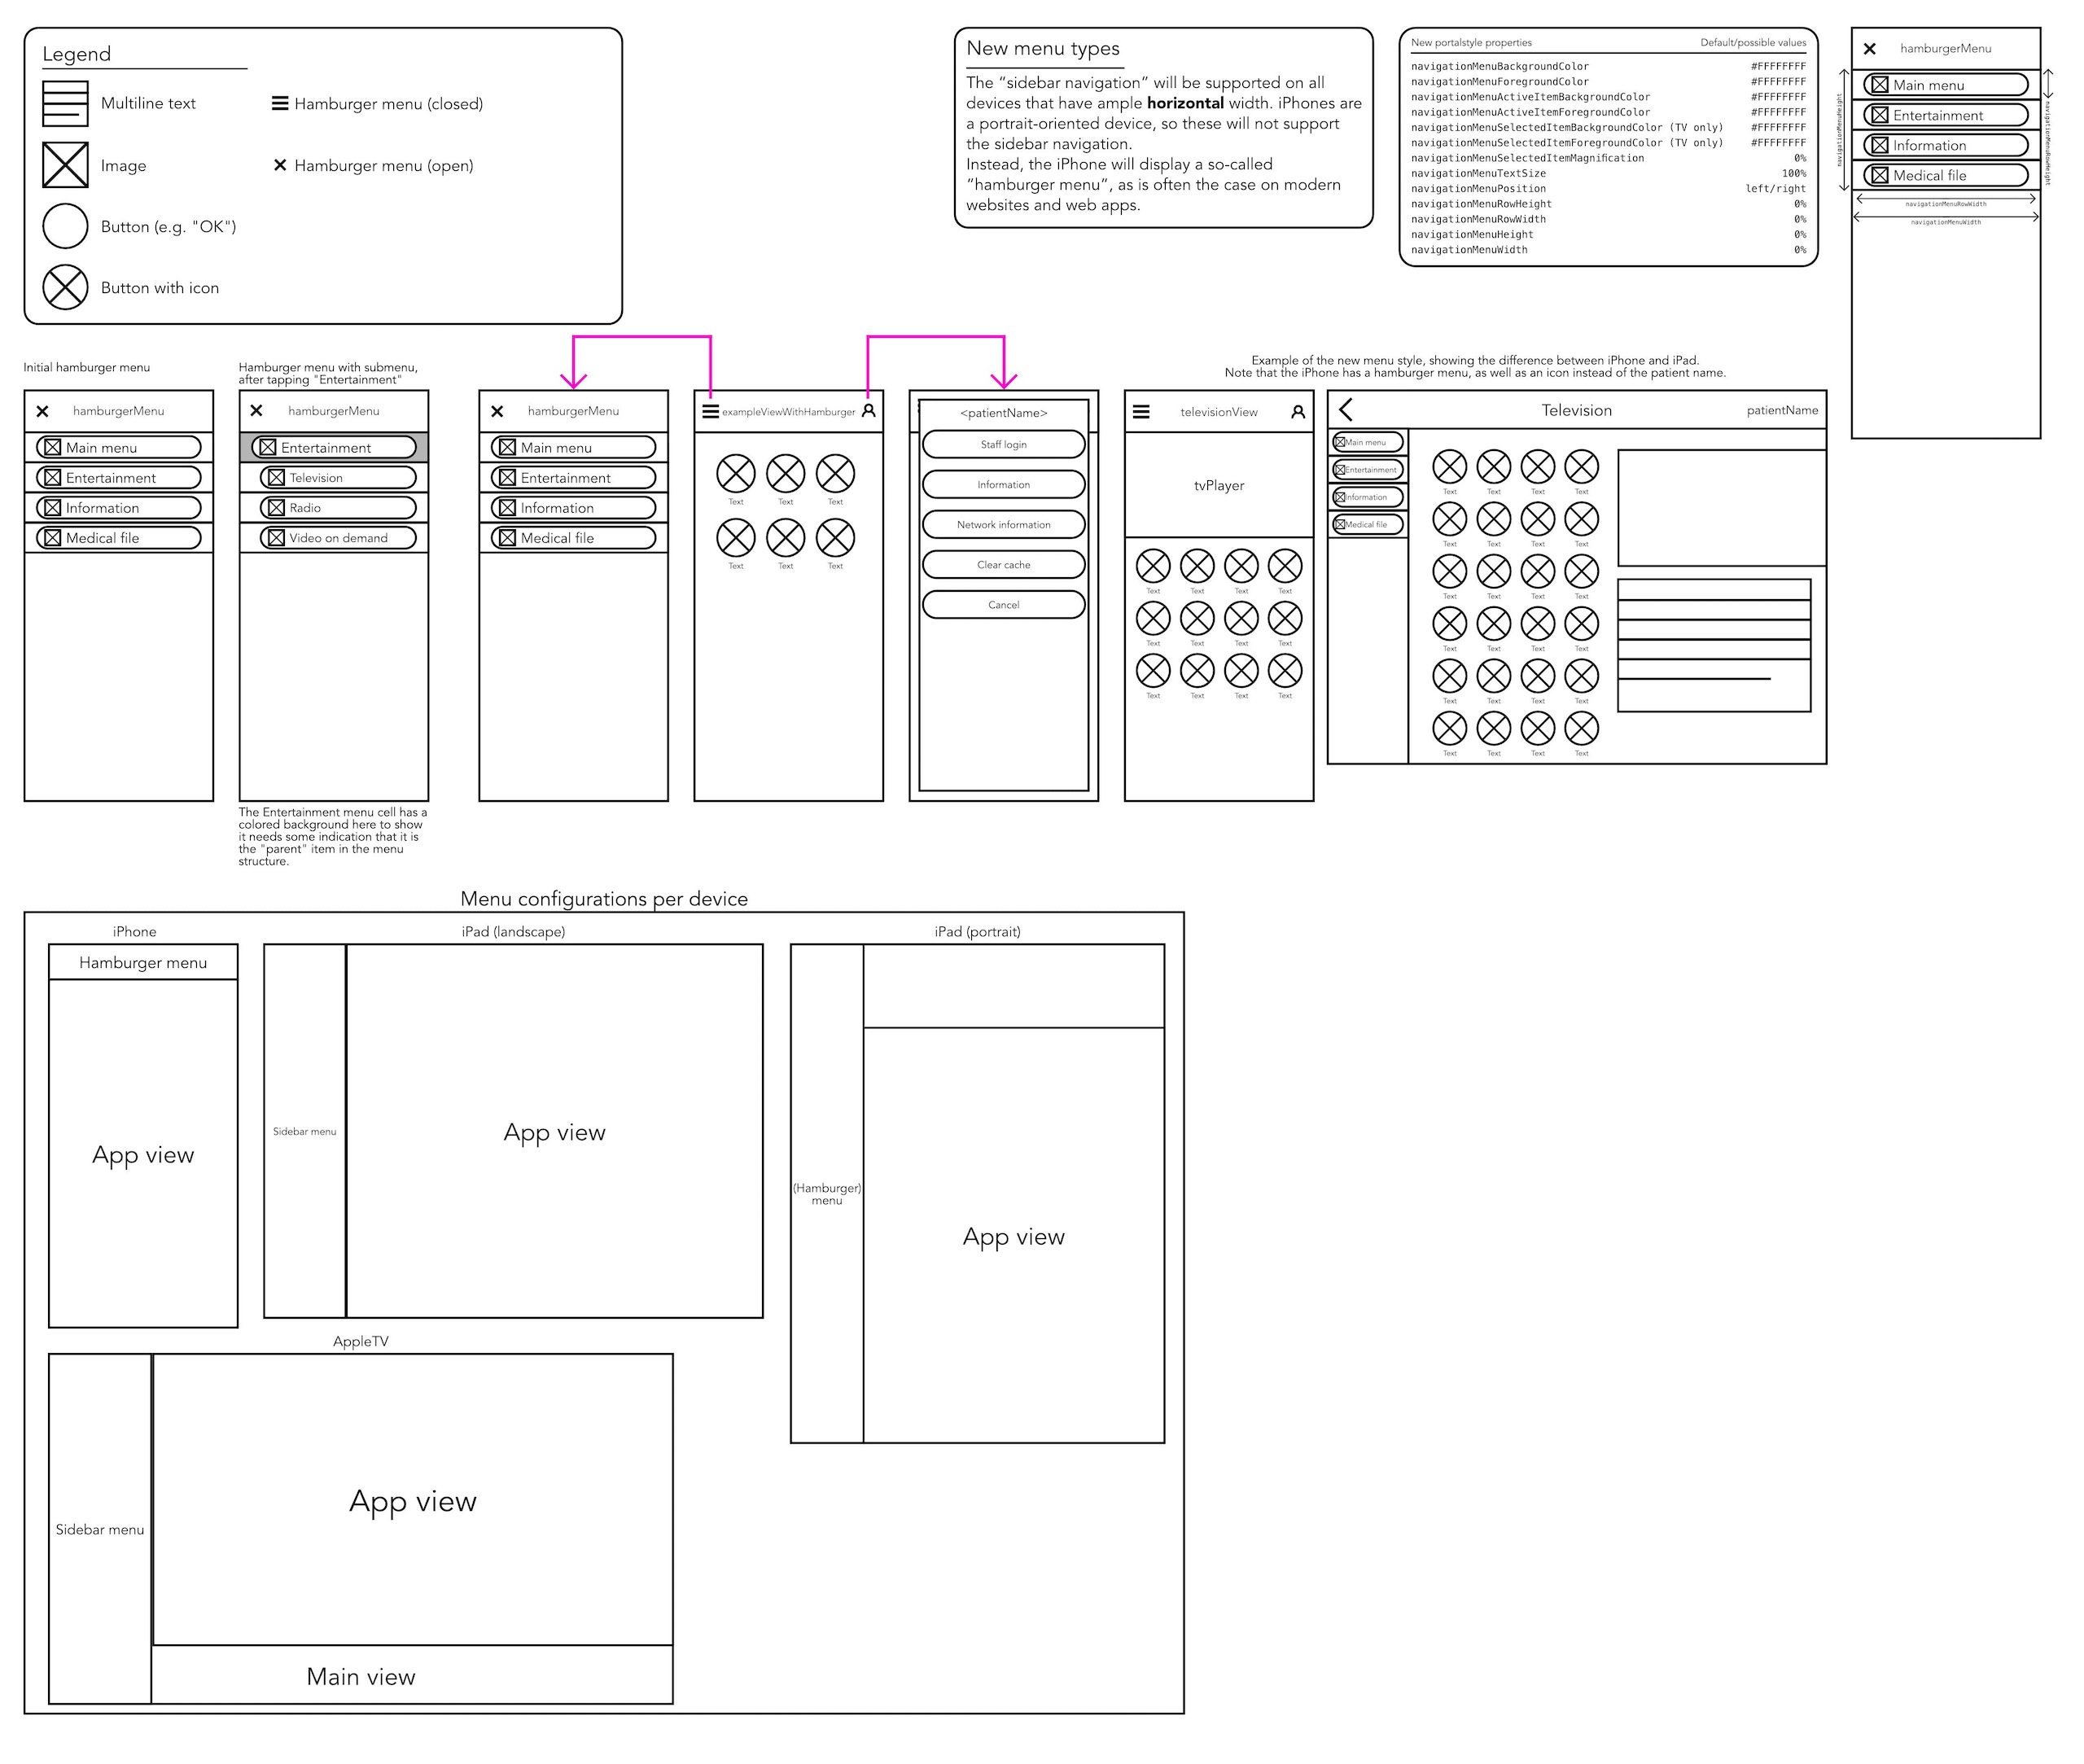 Legend
Multiline text
Hamburger menu (closed)
Image
Hamburger menu (open)
Button (e.g. "OK")
Button with icon
New menu types
The “sidebar navigation” will be supported on all
devices that have ample horizontal width. iPhones are
a portrait-oriented device, so these will not support
the sidebar navigation.
Instead, the iPhone will display a so-called
“hamburger menu”, as is often the case on modern
websites and web apps.
New portalstyle properties Default/possible values
navigationMenuBackgroundColor #FFFFFFFF
navigationMenuForegroundColor #FFFFFFFF
navigationMenuActiveItemBackgroundColor #FFFFFFFF
navigationMenuActiveItemForegroundColor #FFFFFFFF
navigationMenuSelectedItemBackgroundColor (TV only) #FFFFFFFF
navigationMenuSelectedItemForegroundColor (TV only) #FFFFFFFF
navigationMenuSelectedItemMagnification 0%
navigationMenuTextSize 100%
navigationMenuPosition left/right
navigationMenuRowHeight 0%
navigationMenuRowWidth 0%
navigationMenuHeight 0%
navigationMenuWidth 0%
hamburgerMenu
Main menu
Entertainment
Information
Medical file
navigationMenuHeight
navigationMenuRowHeight
navigationMenuRowWidth
navigationMenuWidth
Initial hamburger menu
hamburgerMenu
Main menu
Entertainment
Information
Medical file
Hamburger menu with submenu,
after tapping "Entertainment"
hamburgerMenu
Entertainment
Television
Radio
Video on demand
The Entertainment menu cell has a
colored background here to show
it needs some indication that it is
the "parent" item in the menu
structure.
hamburgerMenu
Main menu
Entertainment
Information
Medical file
exampleViewWithHamburger
Text Text Text
Text Text Text
<patientName>
Staff login
Information
Network information
Clear cache
Cancel
Example of the new menu style, showing the difference between iPhone and iPad.
Note that the iPhone has a hamburger menu, as well as an icon instead of the patient name.
televisionView
tvPlayer
Text Text Text Text
Text Text Text Text
Text Text Text Text
Television
patientName
Main menu
Entertainment
Information
Medical file
Text Text Text Text
Text Text Text Text
Text Text Text Text
Text Text Text Text
Text Text Text Text
Text Text Text Text
Menu configurations per device
iPhone
Hamburger menu
App view
iPad (landscape)
Sidebar menu
App view
iPad (portrait)
(Hamburger)
menu
App view
AppleTV
Sidebar menu
App view
Main view